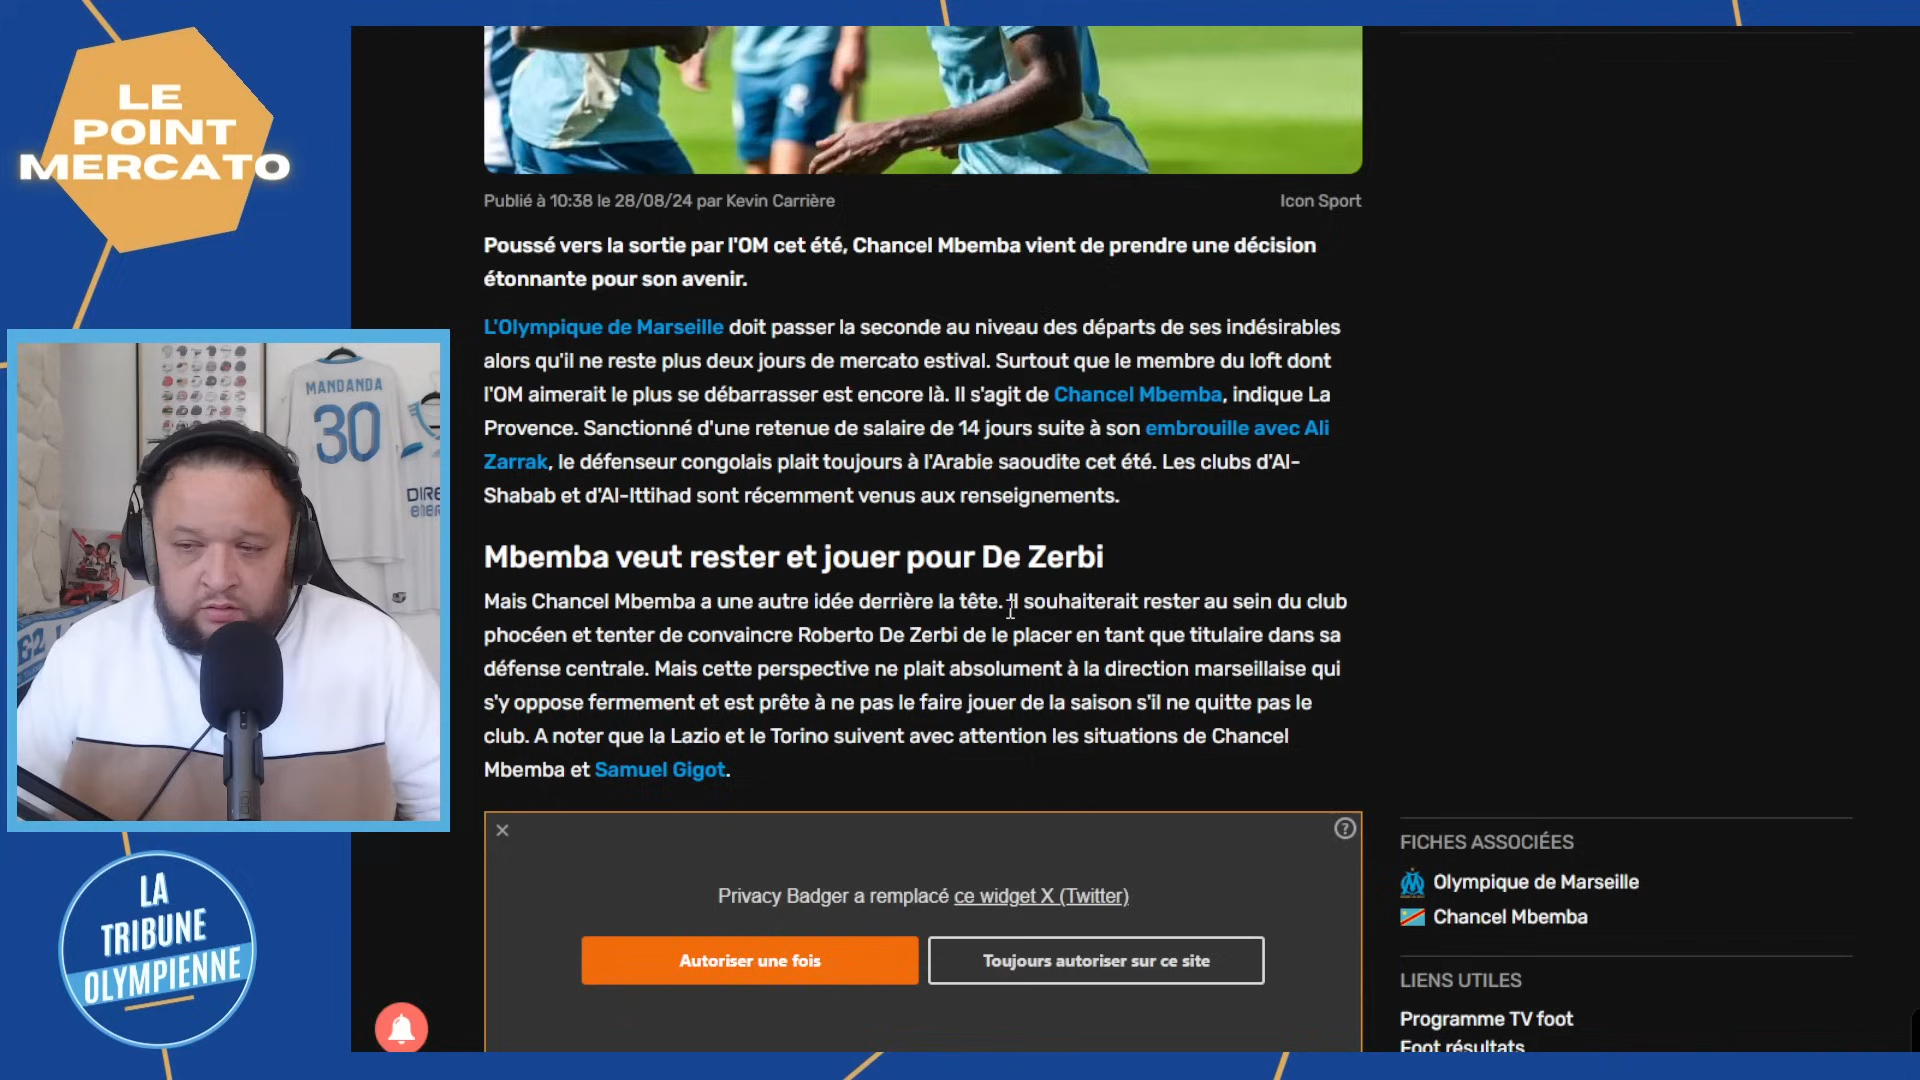 LE
POINT
MERCATO
Publié à 10:38 le 28/08/24 par Kevin Carrière
Icon Sport
Poussé vers la sortie par l'OM cet été, Chancel Mbemba vient de prendre une décision
étonnante pour son avenir.
L'Olympique de Marseille doit passer la seconde au niveau des départs de ses indésirables
alors qu'il ne reste plus deux jours de mercato estival. Surtout que le membre du loft dont
l'OM aimerait le plus se débarrasser est encore là. Il s'agit de Chancel Mbemba, indique La
Provence. Sanctionné d'une retenue de salaire de 14 jours suite à son embrouille avec Ali
Zarrak, le défenseur congolais plait toujours à l'Arabie saoudite cet été. Les clubs d'Al-
Shabab et d'Al-Ittihad sont récemment venus aux renseignements.
Mbemba veut rester et jouer pour De Zerbi
Mais Chancel Mbemba a une autre idée derrière la tête. Il souhaiterait rester au sein du club
phocéen et tenter de convaincre Roberto De Zerbi de le placer en tant que titulaire dans sa
défense centrale. Mais cette perspective ne plait absolument à la direction marseillaise qui
s'y oppose fermement et est prête à ne pas le faire jouer de la saison s'il ne quitte pas le
club. A noter que la Lazio et le Torino suivent avec attention les situations de Chancel
Mbemba et Samuel Gigot.
Privacy Badger a remplacé ce widget X (Twitter)
Autoriser une fois
Toujours autoriser sur ce site
FICHES ASSOCIÉES
Olympique de Marseille
Chancel Mbemba
LIENS UTILES
Programme TV foot
Foot résultats
MANDANDA
30
LA
TRIBUNE
OLYMPIENNE